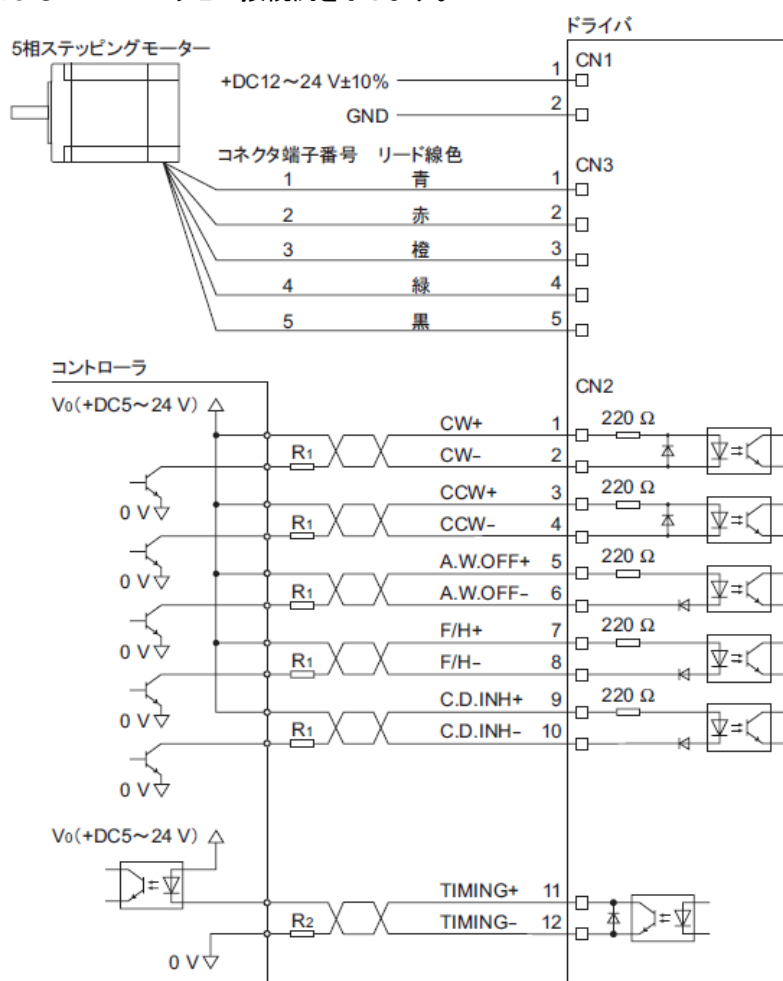 ドライバ
5相ステッピングモーター
CN1
+DC12～24 V±10% 1
GND 2
コネクタ端子番号 リード線色
CN3
1 青 1
2 赤 2
3 橙 3
4 緑 4
5 黒 5
コントローラ
CN2
V0(+DC5～24 V)
CW+ 1 220 Ω
R1 CW- 2
0 V
CCW+ 3 220 Ω
R1 CCW- 4
0 V
A.W.OFF+ 5 220 Ω
R1 A.W.OFF- 6
0 V
F/H+ 7 220 Ω
R1 F/H- 8
0 V
C.D.INH+ 9 220 Ω
R1 C.D.INH- 10
0 V
V0(+DC5～24 V)
TIMING+ 11
R2 TIMING- 12
0 V